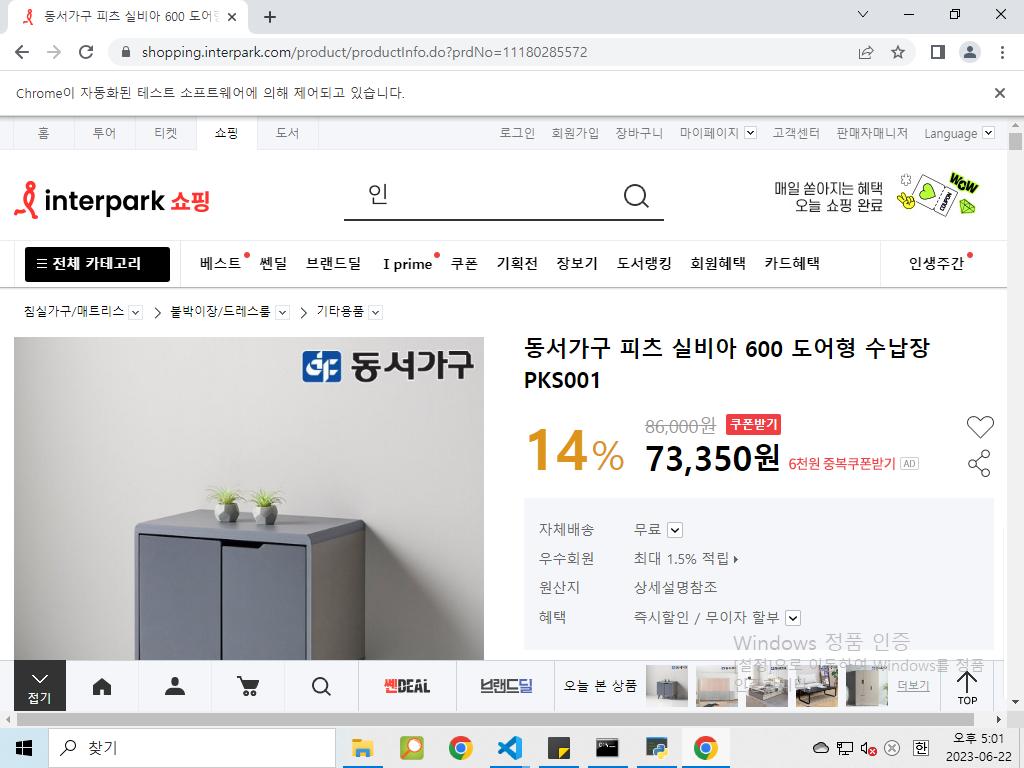 동서가구 피츠 실비아 600 도어형
shopping.interpark.com/product/productInfo.do?prdNo=11180285572
Chrome이 자동화된 테스트 소프트웨어에 의해 제어되고 있습니다.
홈 투어 티켓 쇼핑 도서 로그인 회원가입 장바구니 마이페이지 고객센터 판매자매니저 Language
interpark 쇼핑
인
매일 쏟아지는 혜택
오늘 쇼핑 완료
WOW
COUPON
전체 카테고리 베스트 쎈딜 브랜드딜 I prime 쿠폰 기획전 장보기 도서랭킹 회원혜택 카드혜택 인생주간
침실가구/매트리스 > 붙박이장/드레스룸 > 기타용품
동서가구
동서가구 피츠 실비아 600 도어형 수납장
PKS001
14%
86,000원 쿠폰받기
73,350원 6천원 중복쿠폰받기 AD
자체배송 무료
우수회원 최대 1.5% 적립
원산지 상세설명참조
혜택 즉시할인 / 무이자 할부
Windows 정품 인증
[설정]으로 이동하여 Windows를 정품
접기
쎈DEAL
브랜드딜
오늘 본 상품
더보기
TOP
찾기
한
오후 5:01
2023-06-22